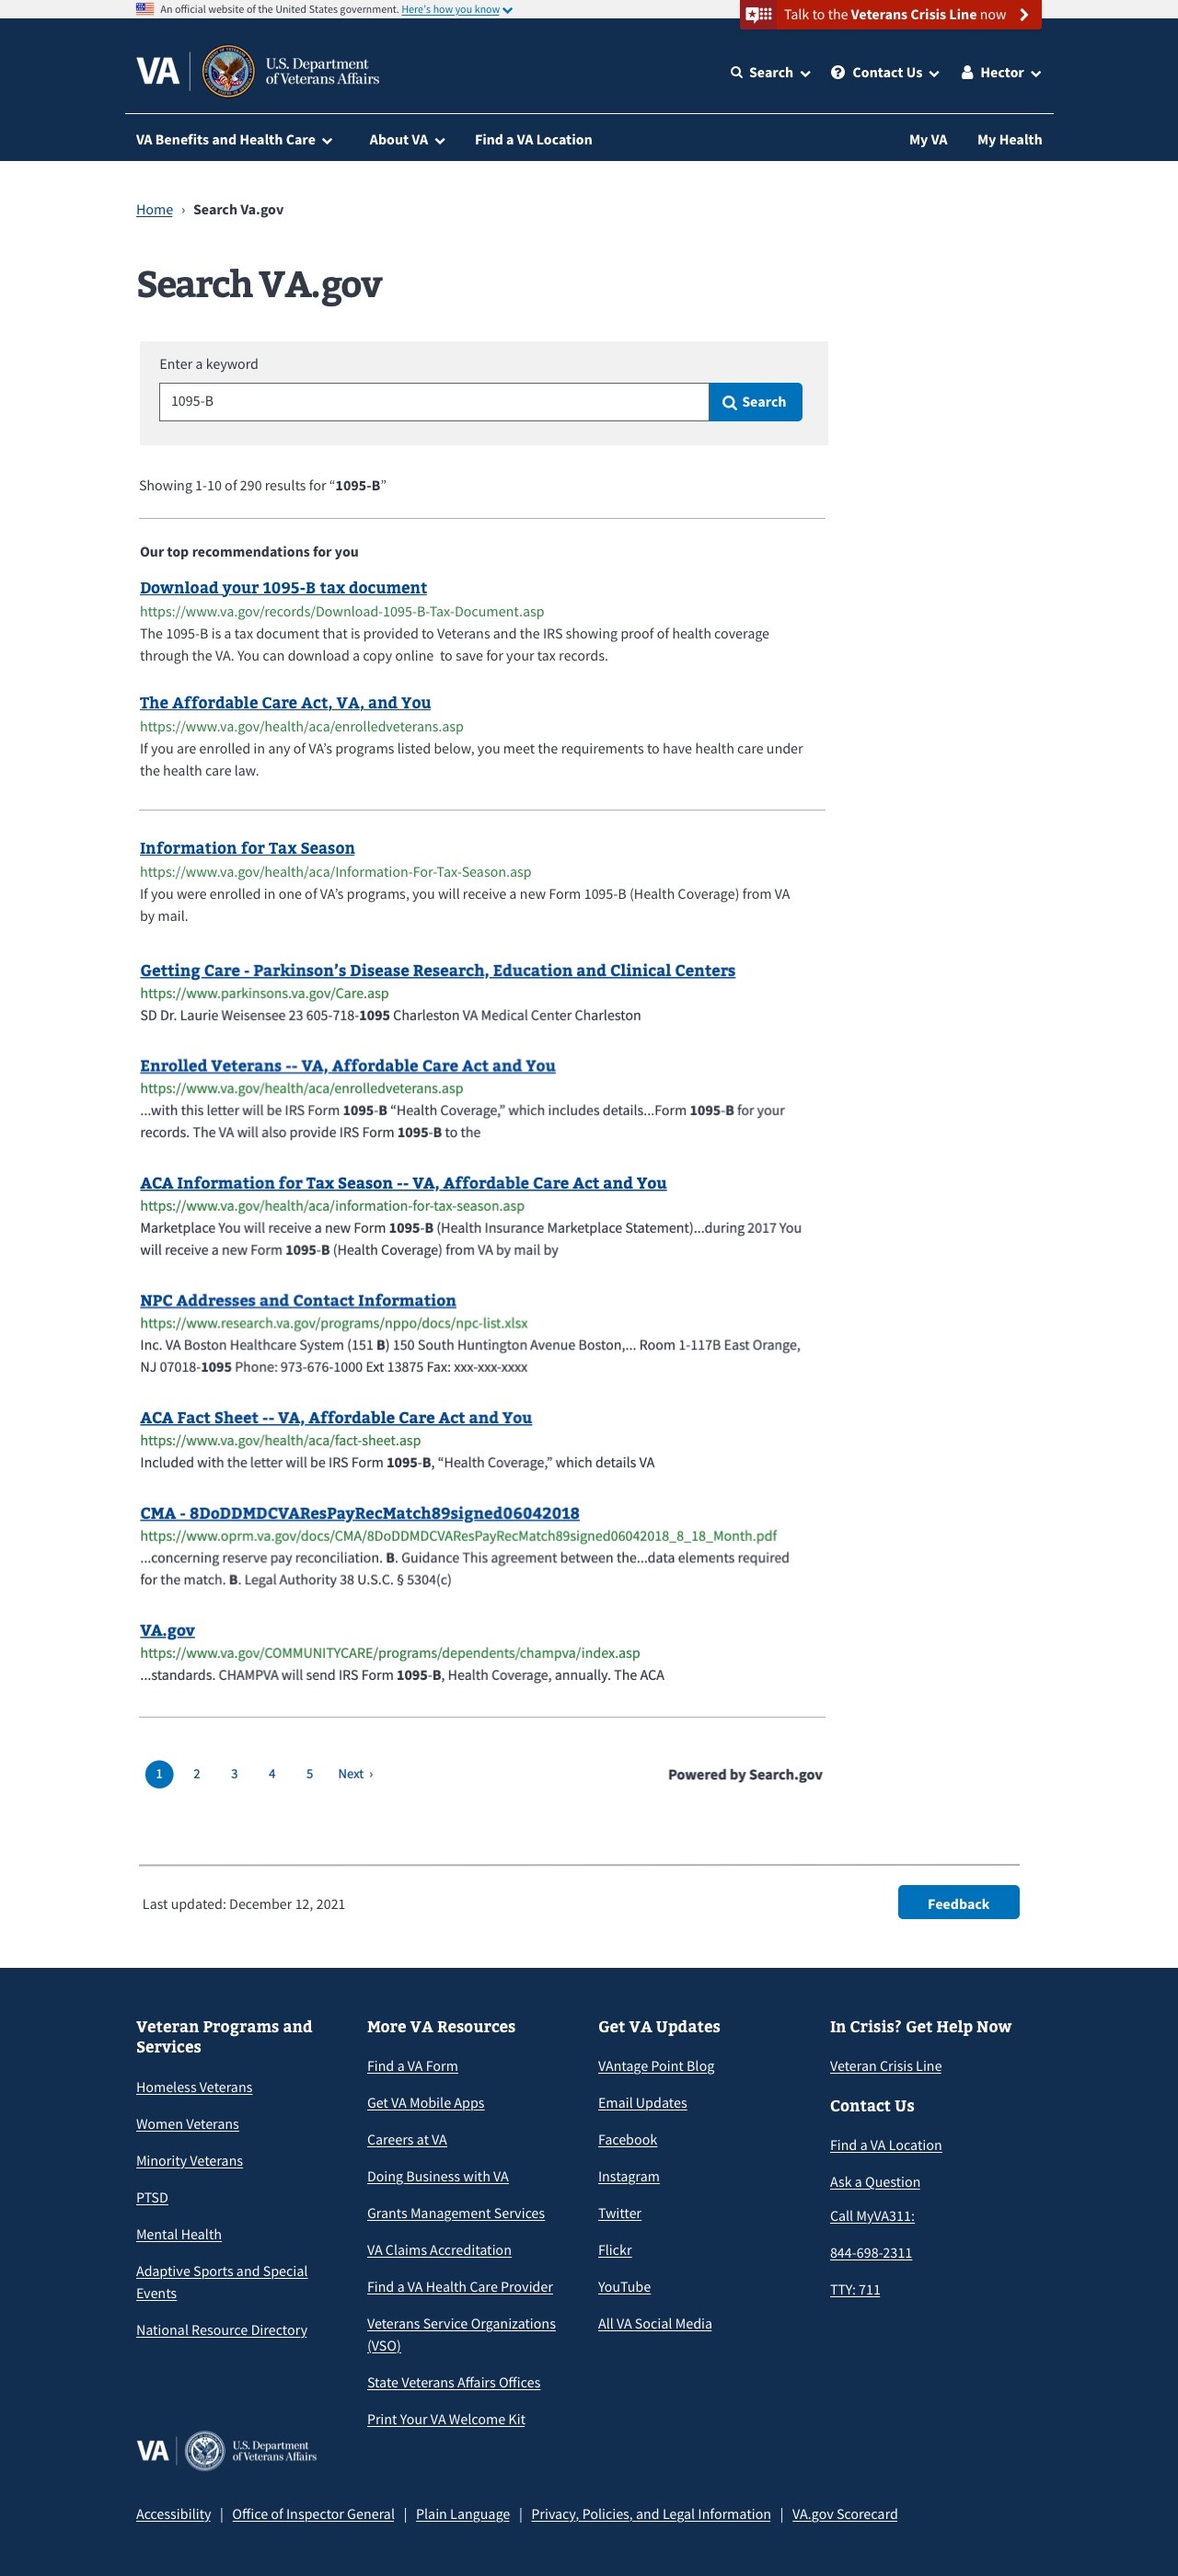 An official website of the United States government. Here's how you know
Talk to the Veterans Crisis Line now
VA
U.S. Department
of Veterans Affairs
Search
Contact Us
Hector
VA Benefits and Health Care
About VA
Find a VA Location
My VA
My Health
Home › Search Va.gov
Search VA.gov
Enter a keyword
1095-B
Search
Showing 1-10 of 290 results for “1095-B”
Our top recommendations for you
Download your 1095-B tax document
https://www.va.gov/records/Download-1095-B-Tax-Document.asp
The 1095-B is a tax document that is provided to Veterans and the IRS showing proof of health coverage
through the VA. You can download a copy online to save for your tax records.
The Affordable Care Act, VA, and You
https://www.va.gov/health/aca/enrolledveterans.asp
If you are enrolled in any of VA’s programs listed below, you meet the requirements to have health care under
the health care law.
Information for Tax Season
https://www.va.gov/health/aca/Information-For-Tax-Season.asp
If you were enrolled in one of VA’s programs, you will receive a new Form 1095-B (Health Coverage) from VA
by mail.
Getting Care - Parkinson’s Disease Research, Education and Clinical Centers
https://www.parkinsons.va.gov/Care.asp
SD Dr. Laurie Weisensee 23 605-718-1095 Charleston VA Medical Center Charleston
Enrolled Veterans -- VA, Affordable Care Act and You
https://www.va.gov/health/aca/enrolledveterans.asp
...with this letter will be IRS Form 1095-B “Health Coverage,” which includes details...Form 1095-B for your
records. The VA will also provide IRS Form 1095-B to the
ACA Information for Tax Season -- VA, Affordable Care Act and You
https://www.va.gov/health/aca/information-for-tax-season.asp
Marketplace You will receive a new Form 1095-B (Health Insurance Marketplace Statement)...during 2017 You
will receive a new Form 1095-B (Health Coverage) from VA by mail by
NPC Addresses and Contact Information
https://www.research.va.gov/programs/nppo/docs/npc-list.xlsx
Inc. VA Boston Healthcare System (151 B) 150 South Huntington Avenue Boston,... Room 1-117B East Orange,
NJ 07018-1095 Phone: 973-676-1000 Ext 13875 Fax: xxx-xxx-xxxx
ACA Fact Sheet -- VA, Affordable Care Act and You
https://www.va.gov/health/aca/fact-sheet.asp
Included with the letter will be IRS Form 1095-B, “Health Coverage,” which details VA
CMA - 8DoDDMDCVAResPayRecMatch89signed06042018
https://www.oprm.va.gov/docs/CMA/8DoDDMDCVAResPayRecMatch89signed06042018_8_18_Month.pdf
...concerning reserve pay reconciliation. B. Guidance This agreement between the...data elements required
for the match. B. Legal Authority 38 U.S.C. § 5304(c)
VA.gov
https://www.va.gov/COMMUNITYCARE/programs/dependents/champva/index.asp
...standards. CHAMPVA will send IRS Form 1095-B, Health Coverage, annually. The ACA
1 2 3 4 5 Next ›
Powered by Search.gov
Last updated: December 12, 2021
Feedback
Veteran Programs and
Services
Homeless Veterans
Women Veterans
Minority Veterans
PTSD
Mental Health
Adaptive Sports and Special
Events
National Resource Directory
More VA Resources
Find a VA Form
Get VA Mobile Apps
Careers at VA
Doing Business with VA
Grants Management Services
VA Claims Accreditation
Find a VA Health Care Provider
Veterans Service Organizations
(VSO)
State Veterans Affairs Offices
Print Your VA Welcome Kit
Get VA Updates
VAntage Point Blog
Email Updates
Facebook
Instagram
Twitter
Flickr
YouTube
All VA Social Media
In Crisis? Get Help Now
Veteran Crisis Line
Contact Us
Find a VA Location
Ask a Question
Call MyVA311:
844-698-2311
TTY: 711
VA
U.S. Department
of Veterans Affairs
Accessibility | Office of Inspector General | Plain Language | Privacy, Policies, and Legal Information | VA.gov Scorecard